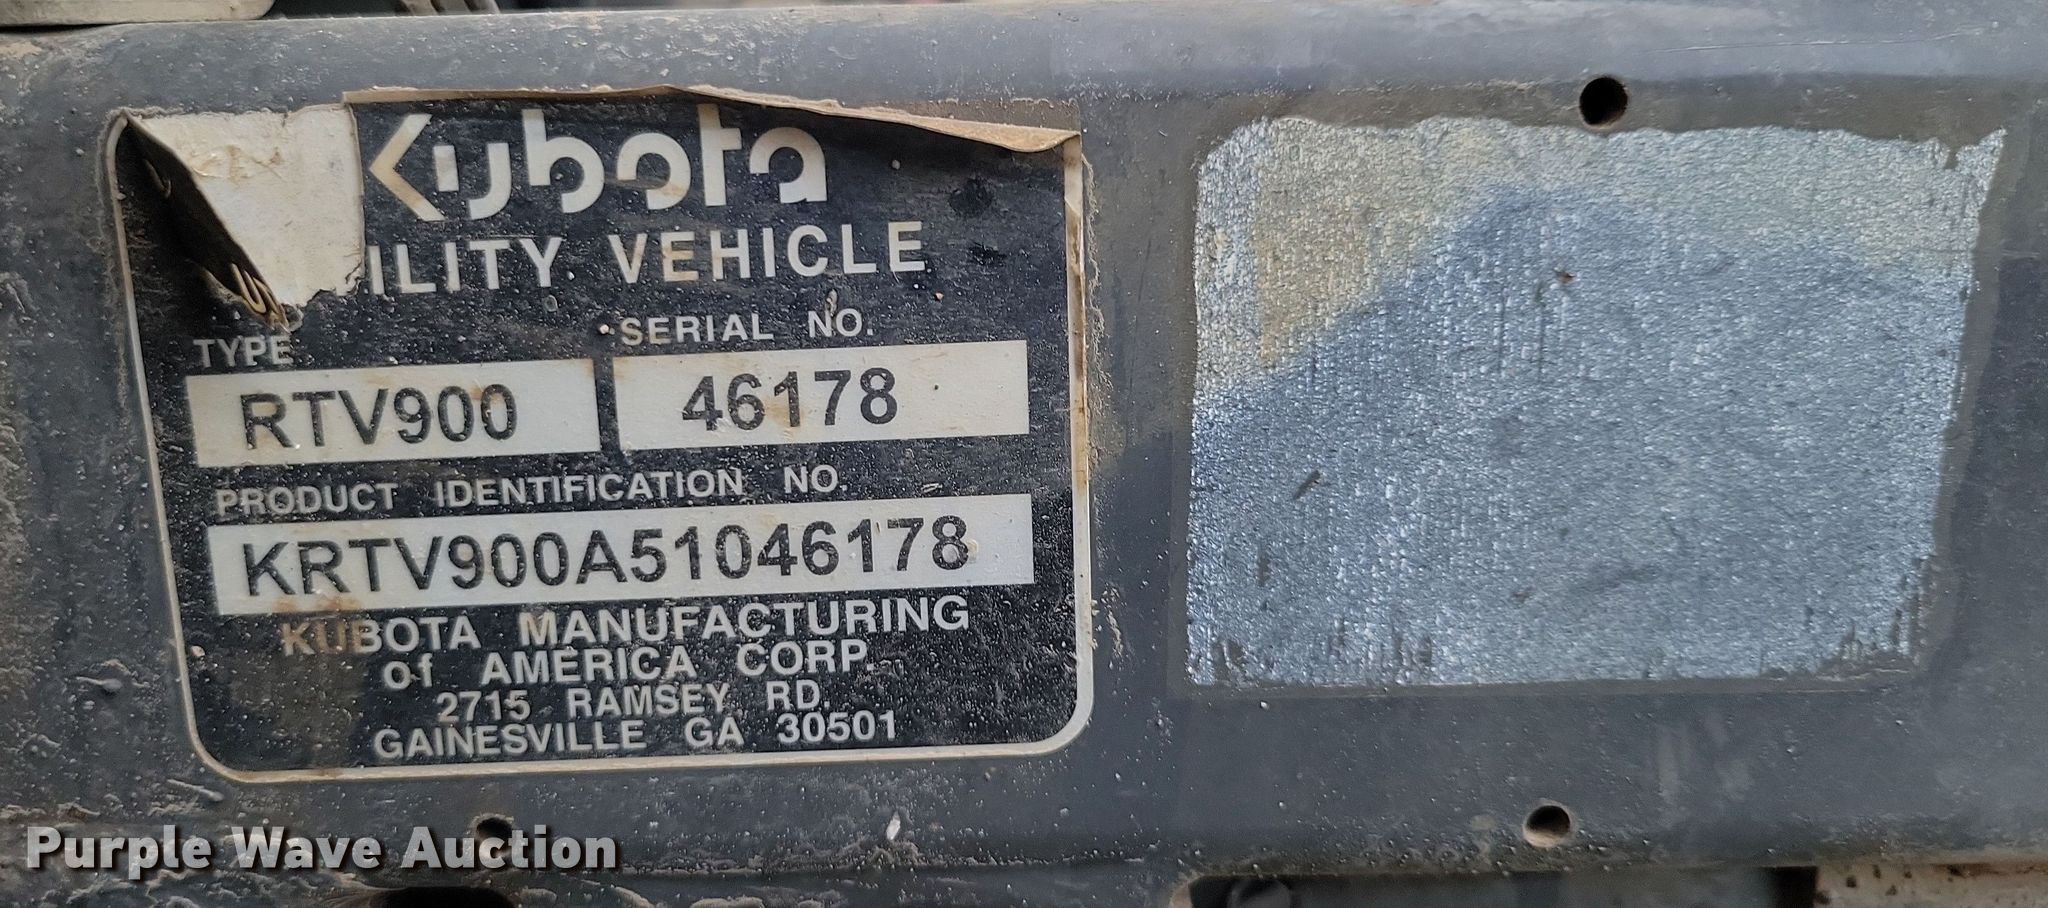 Kubota
ILITY VEHICLE
TYPE SERIAL NO.
RTV900 46178
PRODUCT IDENTIFICATION NO.
KRTV900A51046178
KUBOTA MANUFACTURING
of AMERICA CORP.
2715 RAMSEY RD.
GAINESVILLE GA 30501
Purple Wave Auction